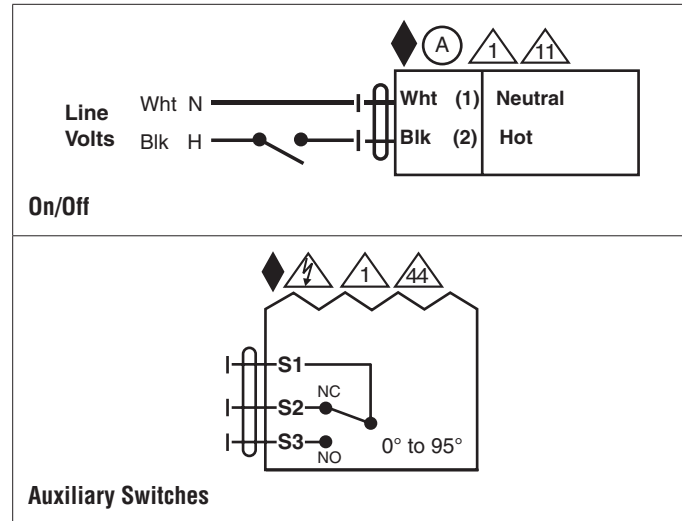 A 1 11
Line Volts
Wht N
Blk H
Wht (1) Neutral
Blk (2) Hot
On/Off
1 44
S1
NC
S2
S3
NO
0° to 95°
Auxiliary Switches